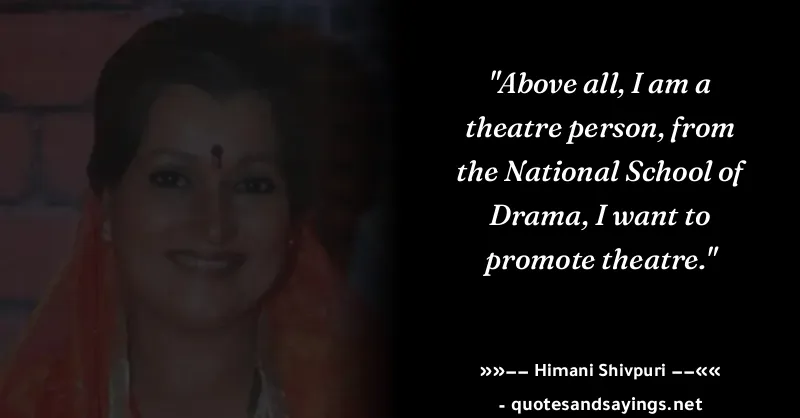 "Above all, I am a
theatre person, from
the National School of
Drama, I want to
promote theatre."
»»–– Himani Shivpuri ––««
- quotesandsayings.net